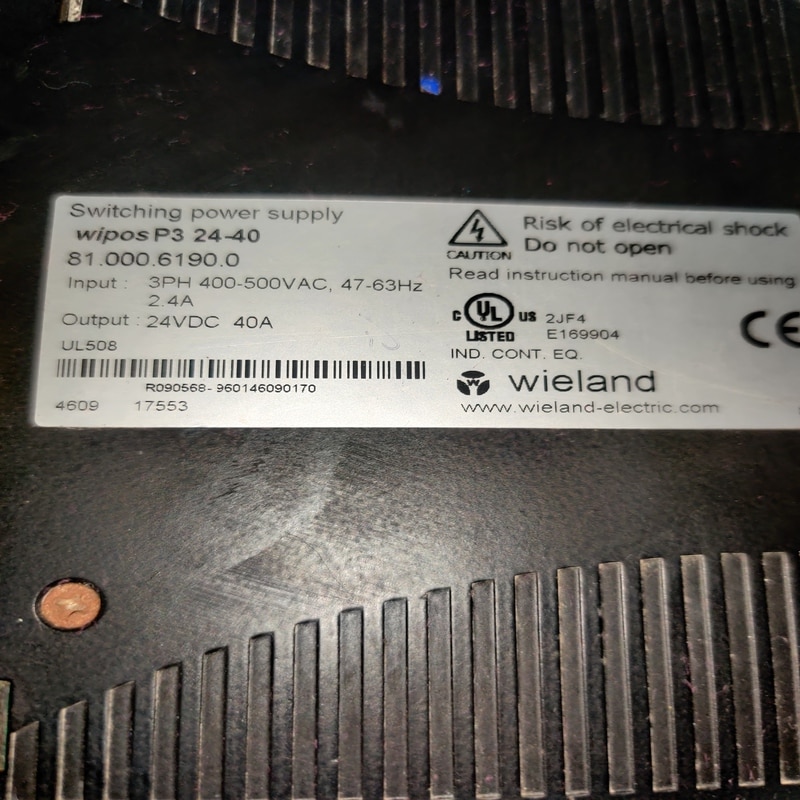 Switching power supply
wipos P3 24-40
81.000.6190.0
Input : 3PH 400-500VAC, 47-63Hz
2.4A
Output : 24VDC 40A
UL508
R090568- 960146090170
4609 17553
Risk of electrical shock
Do not open
CAUTION
Read instruction manual before using
C UL US
LISTED
2JF4
E169904
IND. CONT. EQ.
CE
W wieland
www.wieland-electric.com